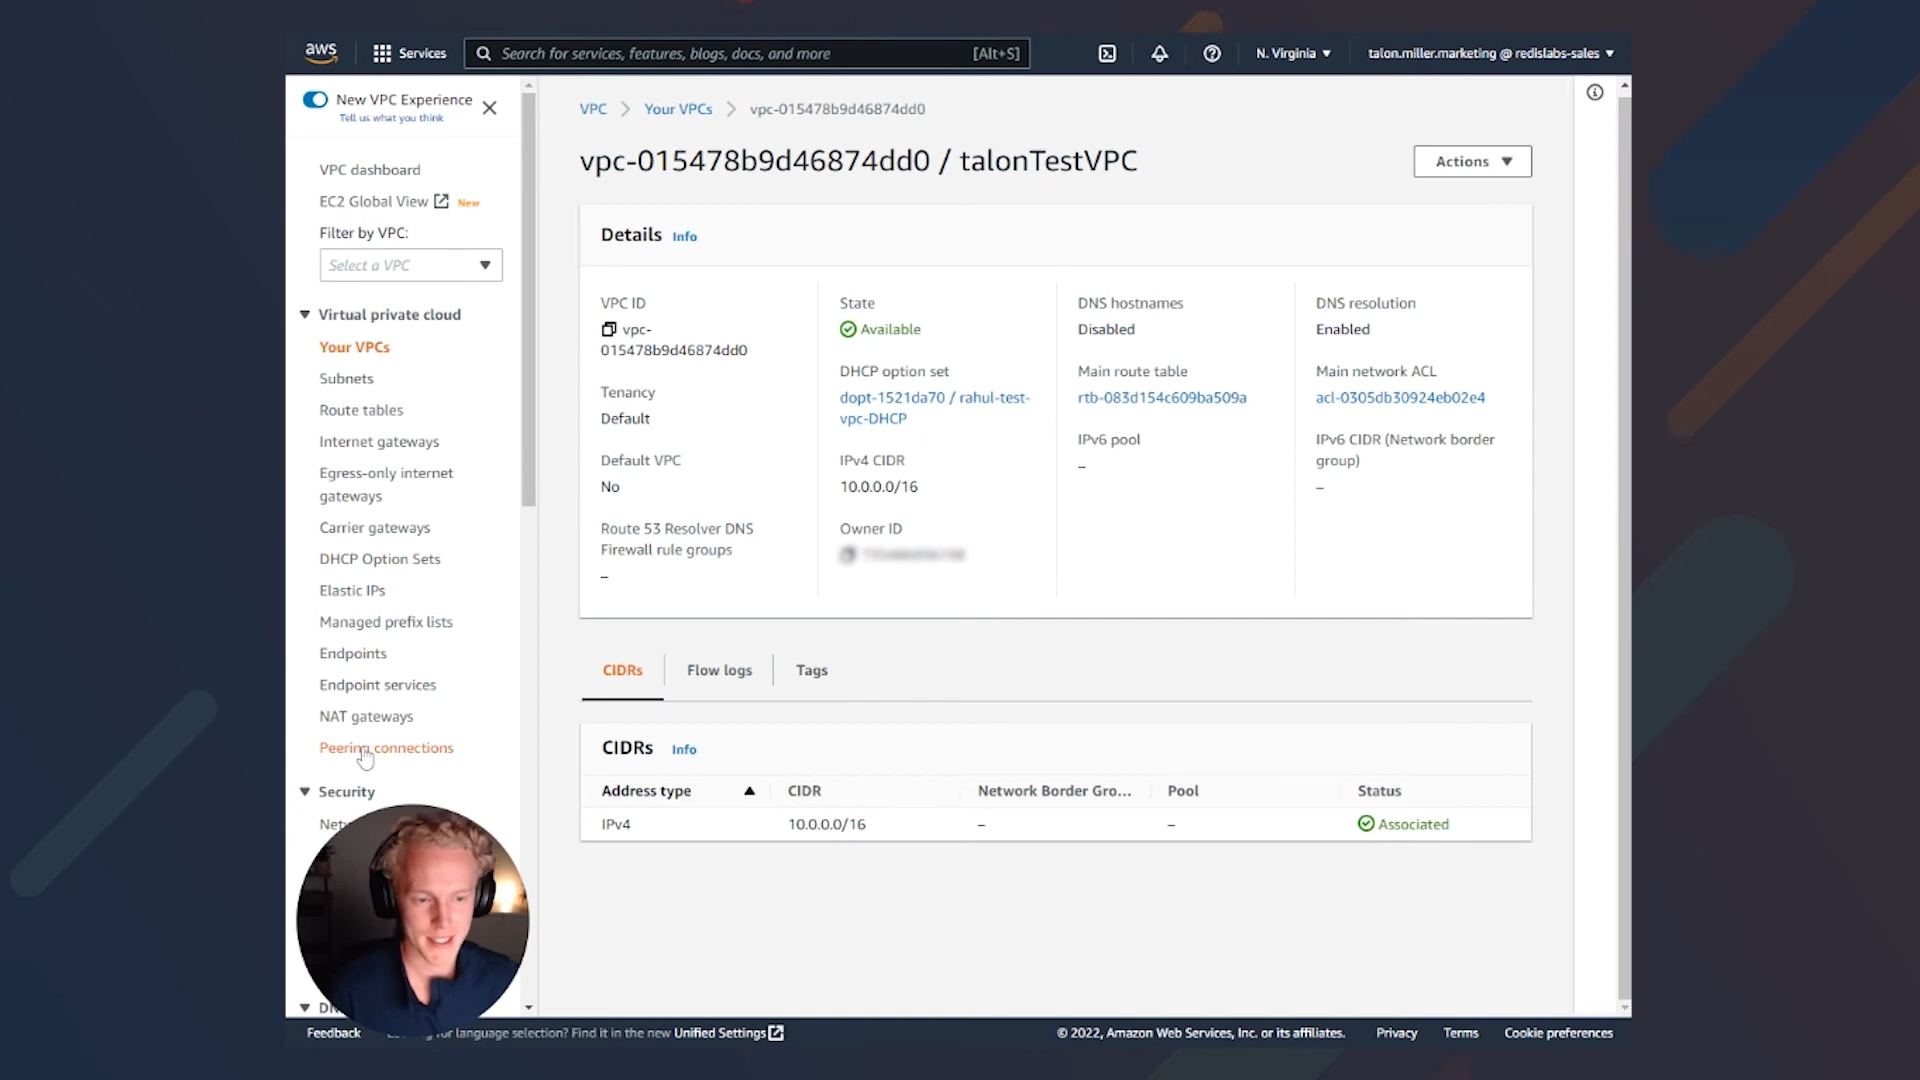 aws
Services
Search for services, features, blogs, docs, and more
[Alt+S]
N. Virginia
talon.miller.marketing @ redislabs-sales
New VPC Experience
Tell us what you think
VPC dashboard
EC2 Global View New
Filter by VPC:
Select a VPC
Virtual private cloud
Your VPCs
Subnets
Route tables
Internet gateways
Egress-only internet
gateways
Carrier gateways
DHCP Option Sets
Elastic IPs
Managed prefix lists
Endpoints
Endpoint services
NAT gateways
Peering connections
Security
VPC > Your VPCs > vpc-015478b9d46874dd0
vpc-015478b9d46874dd0 / talonTestVPC
Actions
Details Info
VPC ID
vpc-
015478b9d46874dd0
Tenancy
Default
Default VPC
No
Route 53 Resolver DNS
Firewall rule groups
–
State
Available
DHCP option set
dopt-1521da70 / rahul-test-
vpc-DHCP
IPv4 CIDR
10.0.0.0/16
Owner ID
DNS hostnames
Disabled
Main route table
rtb-083d154c609ba509a
IPv6 pool
–
DNS resolution
Enabled
Main network ACL
acl-0305db30924eb02e4
IPv6 CIDR (Network border
group)
–
CIDRs
Flow logs
Tags
CIDRs Info
Address type CIDR Network Border Gro... Pool Status
IPv4 10.0.0.0/16 – – Associated
Feedback
for language selection? Find it in the new Unified Settings
© 2022, Amazon Web Services, Inc. or its affiliates.
Privacy
Terms
Cookie preferences